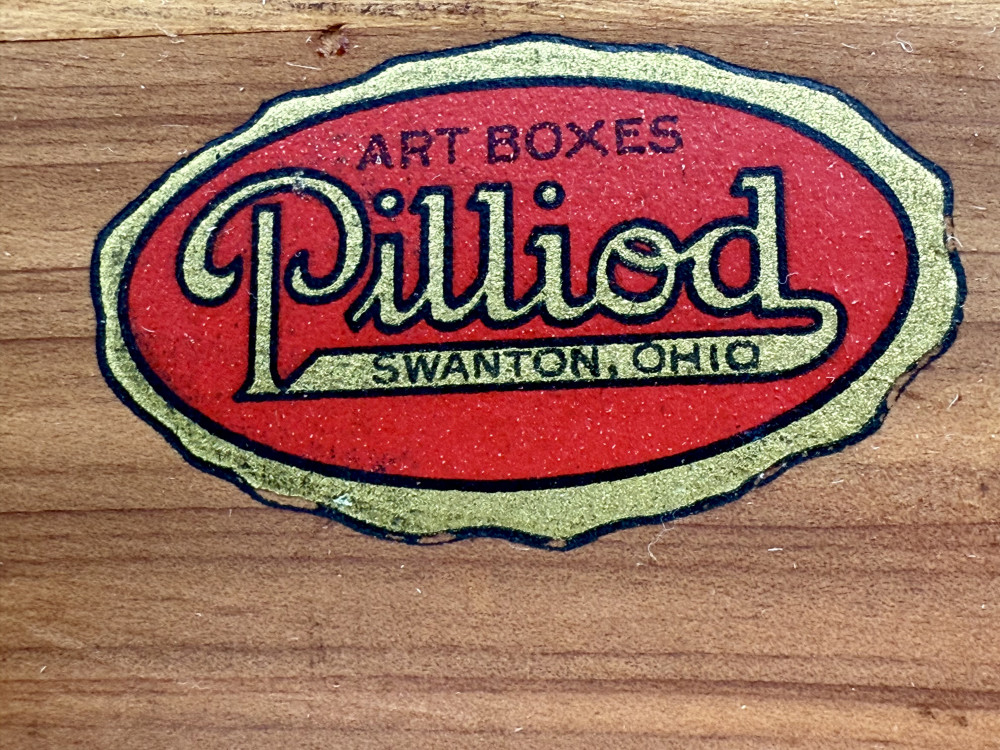 ART BOXES
Pilliod
SWANTON, OHIO